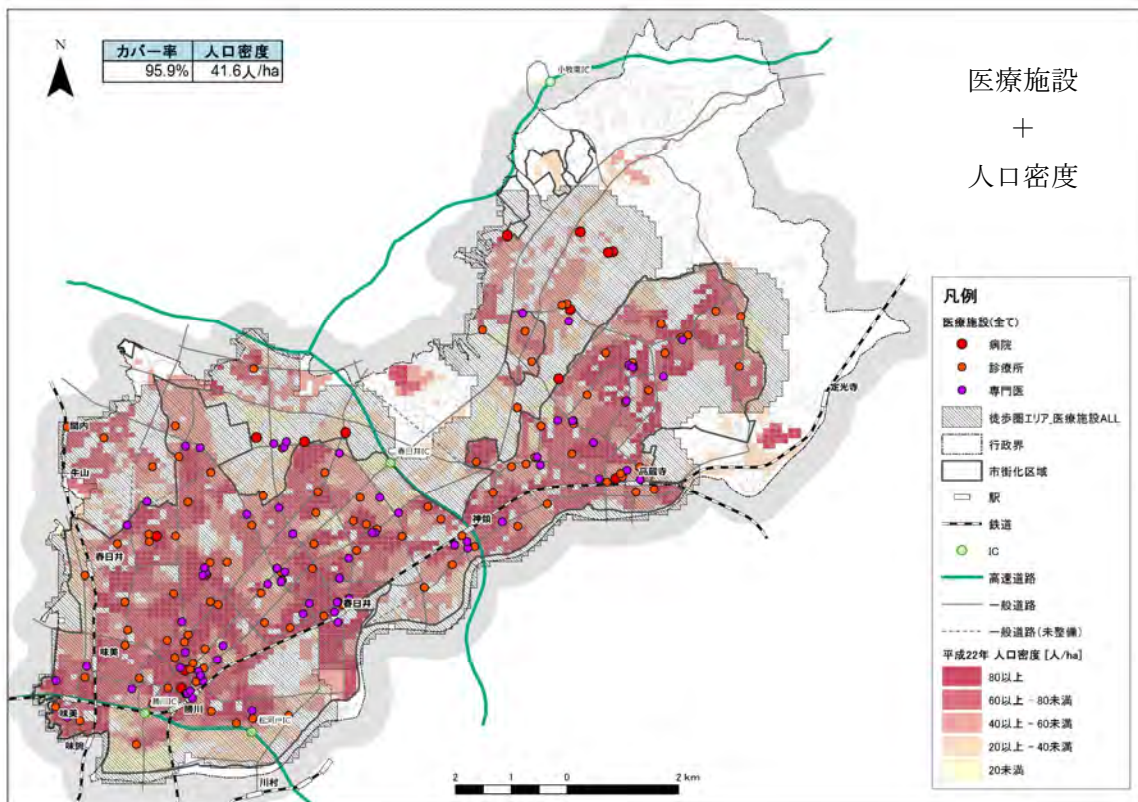 N
カバー率 人口密度
95.9% 41.6人/ha
医療施設
＋
人口密度
小牧東IC
春日井IC
定光寺
間内
牛山
高蔵寺
神領
春日井
春日井
味美
勝川IC
勝川
松河戸IC
味美
川村
2 1 0 2 km
凡例
医療施設(全て)
病院
診療所
専門医
徒歩圏エリア_医療施設ALL
行政界
市街化区域
駅
鉄道
IC
高速道路
一般道路
一般道路(未整備)
平成22年 人口密度 [人/ha]
80以上
60以上 - 80未満
40以上 - 60未満
20以上 - 40未満
20未満